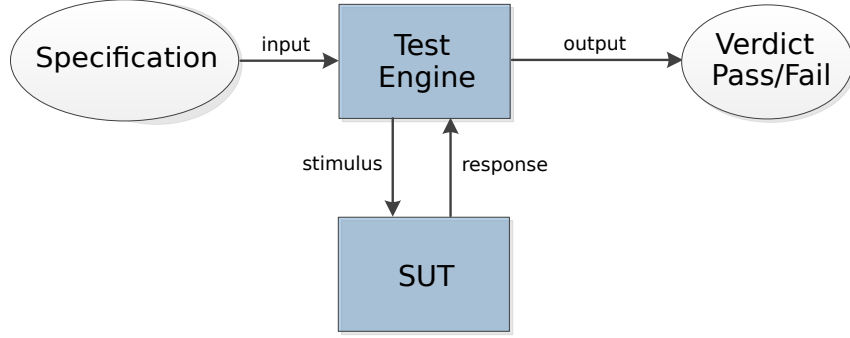 Specification
input
Test
Engine
output
Verdict
Pass/Fail
stimulus
response
SUT